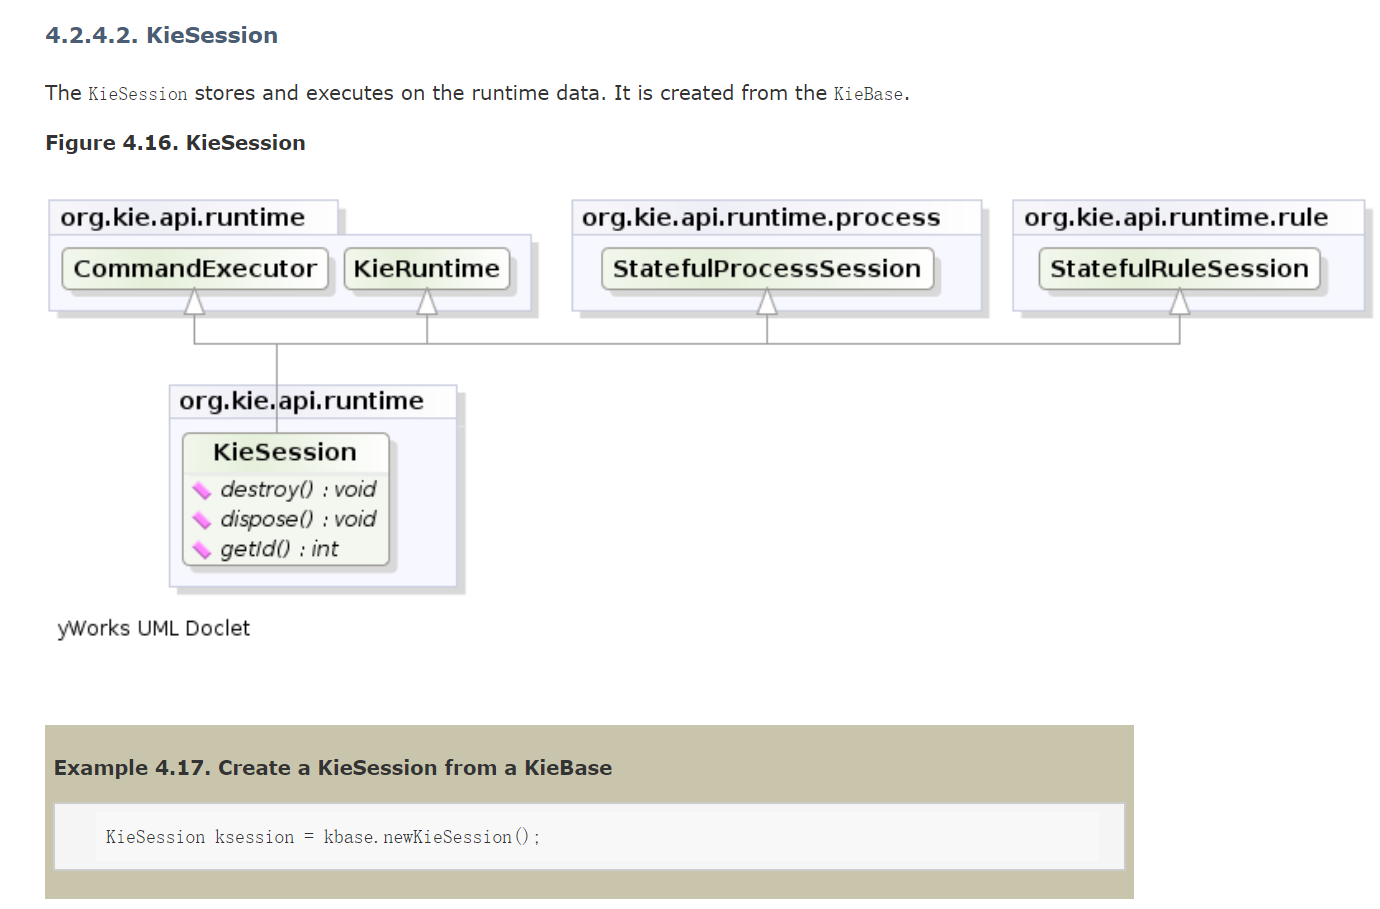 4.2.4.2. KieSession
The KieSession stores and executes on the runtime data. It is created from the KieBase.
Figure 4.16. KieSession
org.kie.api.runtime
CommandExecutor
KieRuntime
org.kie.api.runtime.process
StatefulProcessSession
org.kie.api.runtime.rule
StatefulRuleSession
org.kie.api.runtime
KieSession
destroy() : void
dispose() : void
getId() : int
yWorks UML Doclet
Example 4.17. Create a KieSession from a KieBase
KieSession ksession = kbase.newKieSession();